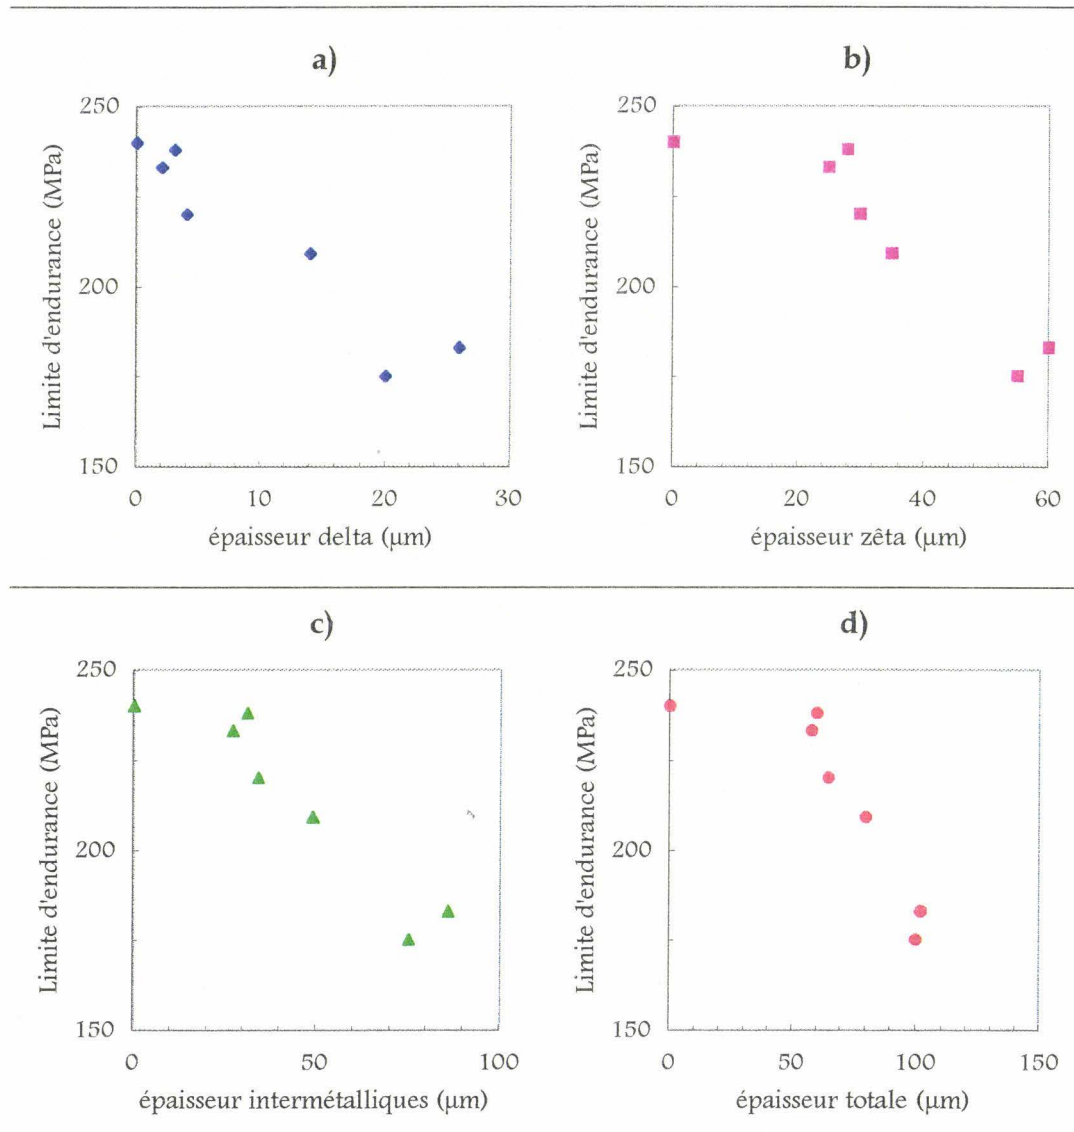 a)
250
200
150
Limite d'endurance (MPa)
0 10 20 30
épaisseur delta (µm)
b)
250
200
150
Limite d'endurance (MPa)
0 20 40 60
épaisseur zêta (µm)
c)
250
200
150
Limite d'endurance (MPa)
0 50 100
épaisseur intermétalliques (µm)
d)
250
200
150
Limite d'endurance (MPa)
0 50 100 150
épaisseur totale (µm)